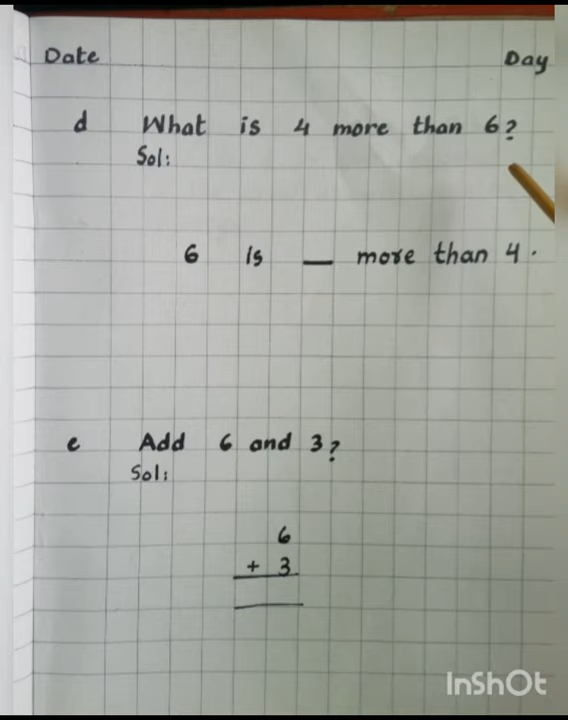 Date Day
d What is 4 more than 6?
Sol:
6 is __ more than 4.
e Add 6 and 3?
Sol:
6
+ 3
InShOt